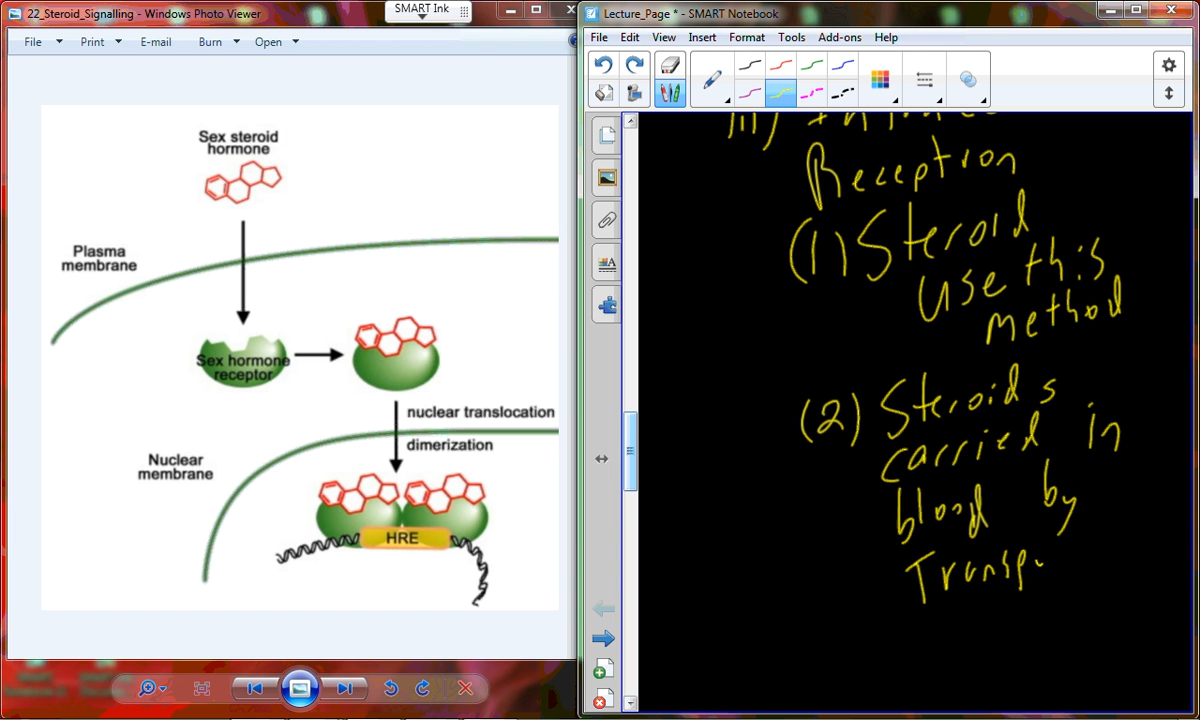 22_Steroid_Signalling - Windows Photo Viewer
SMART Ink
File Print E-mail Burn Open
Sex steroid
hormone
Plasma
membrane
Sex hormone
receptor
nuclear translocation
dimerization
Nuclear
membrane
HRE
Lecture_Page * - SMART Notebook
File Edit View Insert Format Tools Add-ons Help
iii)
Reception
(1) Steroid
use this
method
(2) Steroids
carried in
blood by
Transp